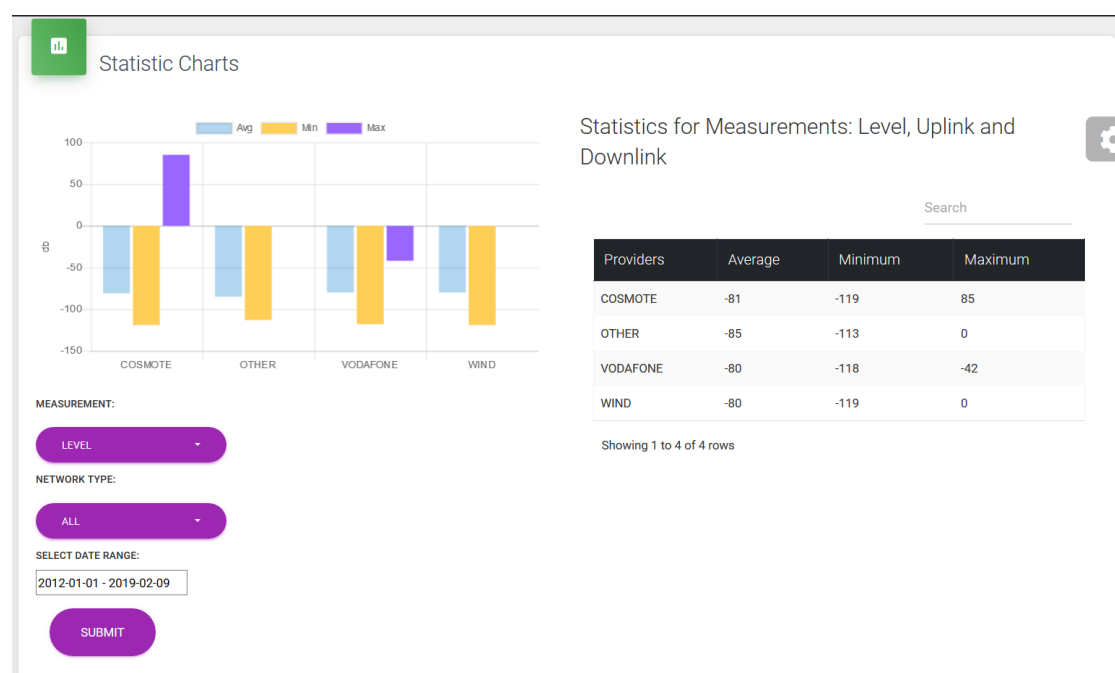 Statistic Charts
Avg Min Max
100
50
0
-50
-100
-150
db
COSMOTE OTHER VODAFONE WIND
MEASUREMENT:
LEVEL
NETWORK TYPE:
ALL
SELECT DATE RANGE:
2012-01-01 - 2019-02-09
SUBMIT
Statistics for Measurements: Level, Uplink and
Downlink
Search
Providers Average Minimum Maximum
COSMOTE -81 -119 85
OTHER -85 -113 0
VODAFONE -80 -118 -42
WIND -80 -119 0
Showing 1 to 4 of 4 rows